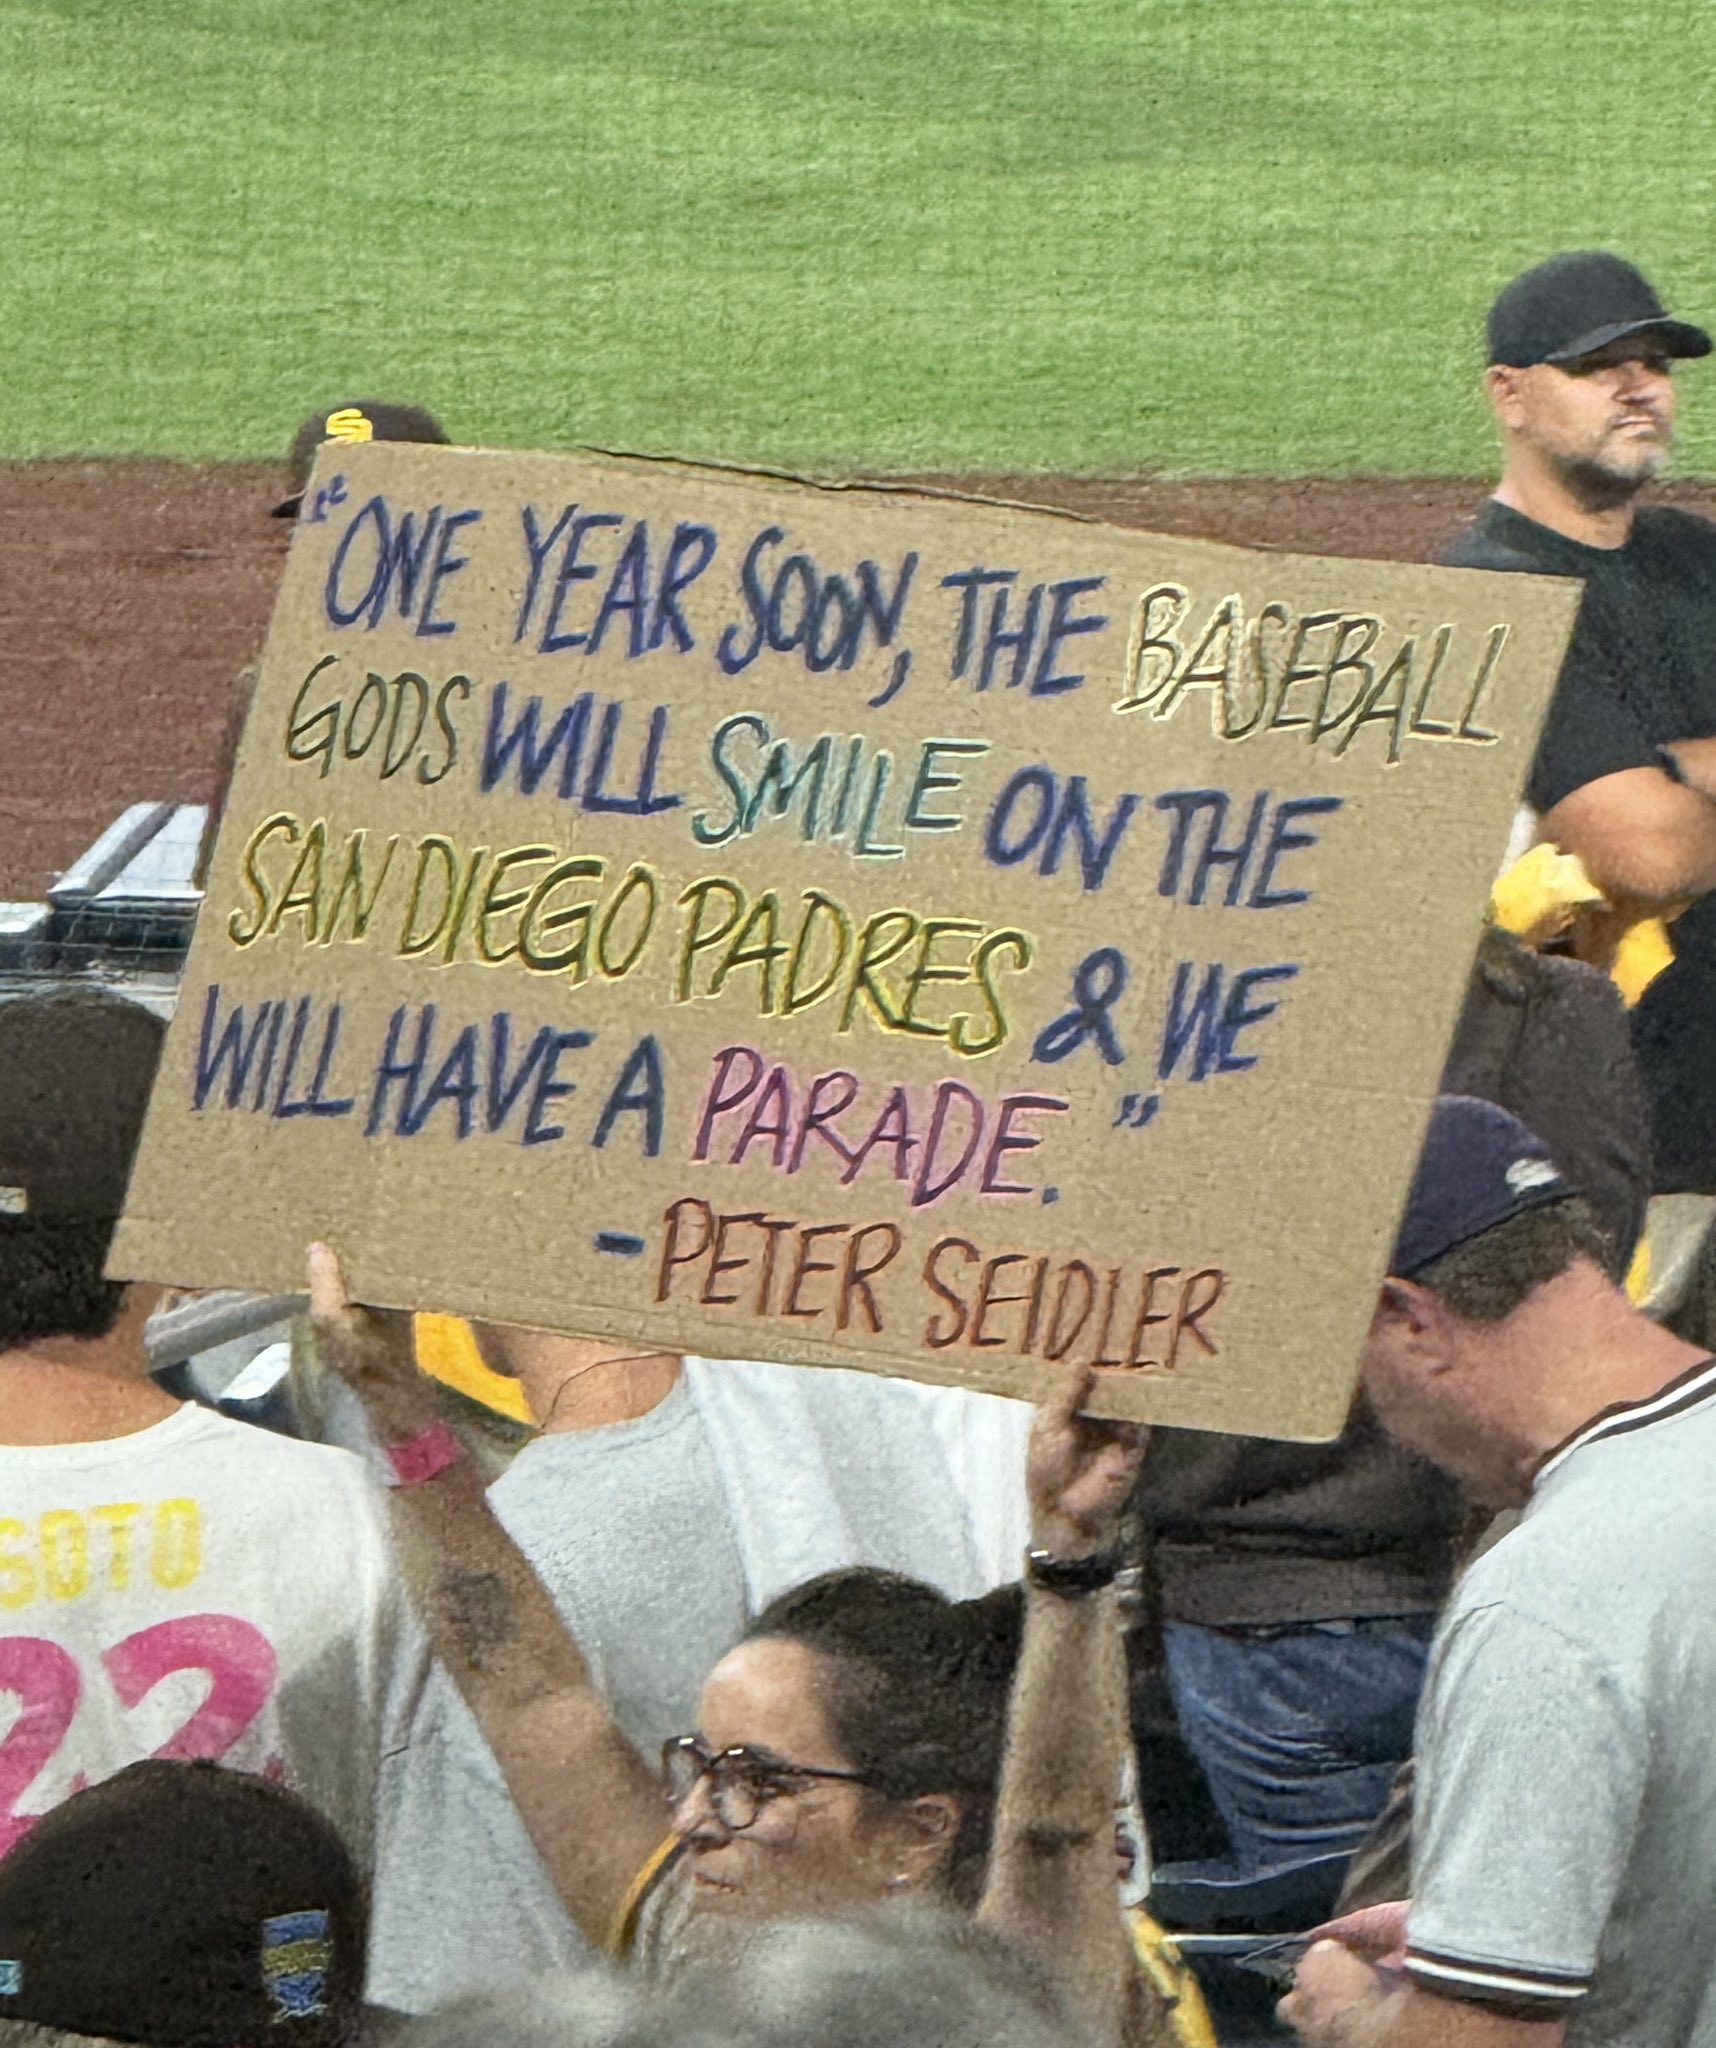 "ONE YEAR SOON, THE BASEBALL
GODS WILL SMILE ON THE
SAN DIEGO PADRES & WE
WILL HAVE A PARADE."
- PETER SEIDLER
SOTO
22